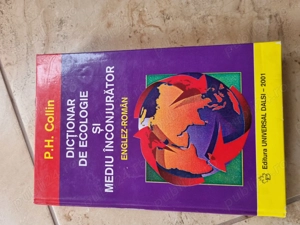 P.H. Collin
DICȚIONAR
DE ECOLOGIE
ȘI
MEDIU ÎNCONJURĂTOR
ENGLEZ-ROMÂN
Editura UNIVERSAL DALSI – 2001